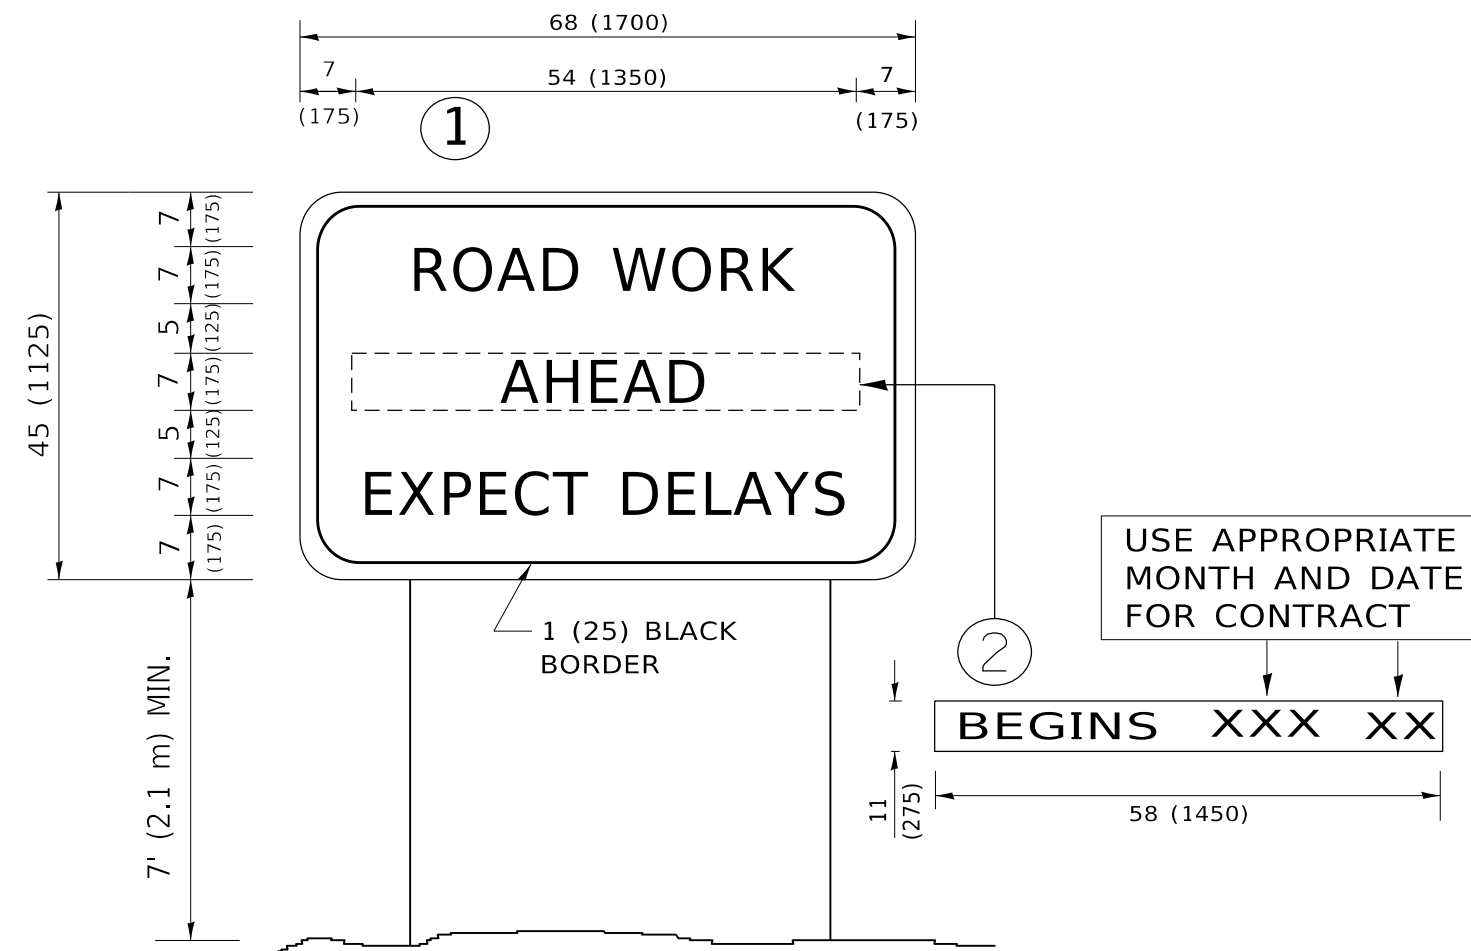 68 (1700)
7
54 (1350)
7
(175)
(175)
1
7
(175)
7
(175)
5
(125)
7
(175)
5
(125)
7
(175)
7
(175)
45 (1125)
ROAD WORK
AHEAD
EXPECT DELAYS
1 (25) BLACK
BORDER
7' (2.1 m) MIN.
USE APPROPRIATE
MONTH AND DATE
FOR CONTRACT
2
BEGINS XXX XX
11
(275)
58 (1450)